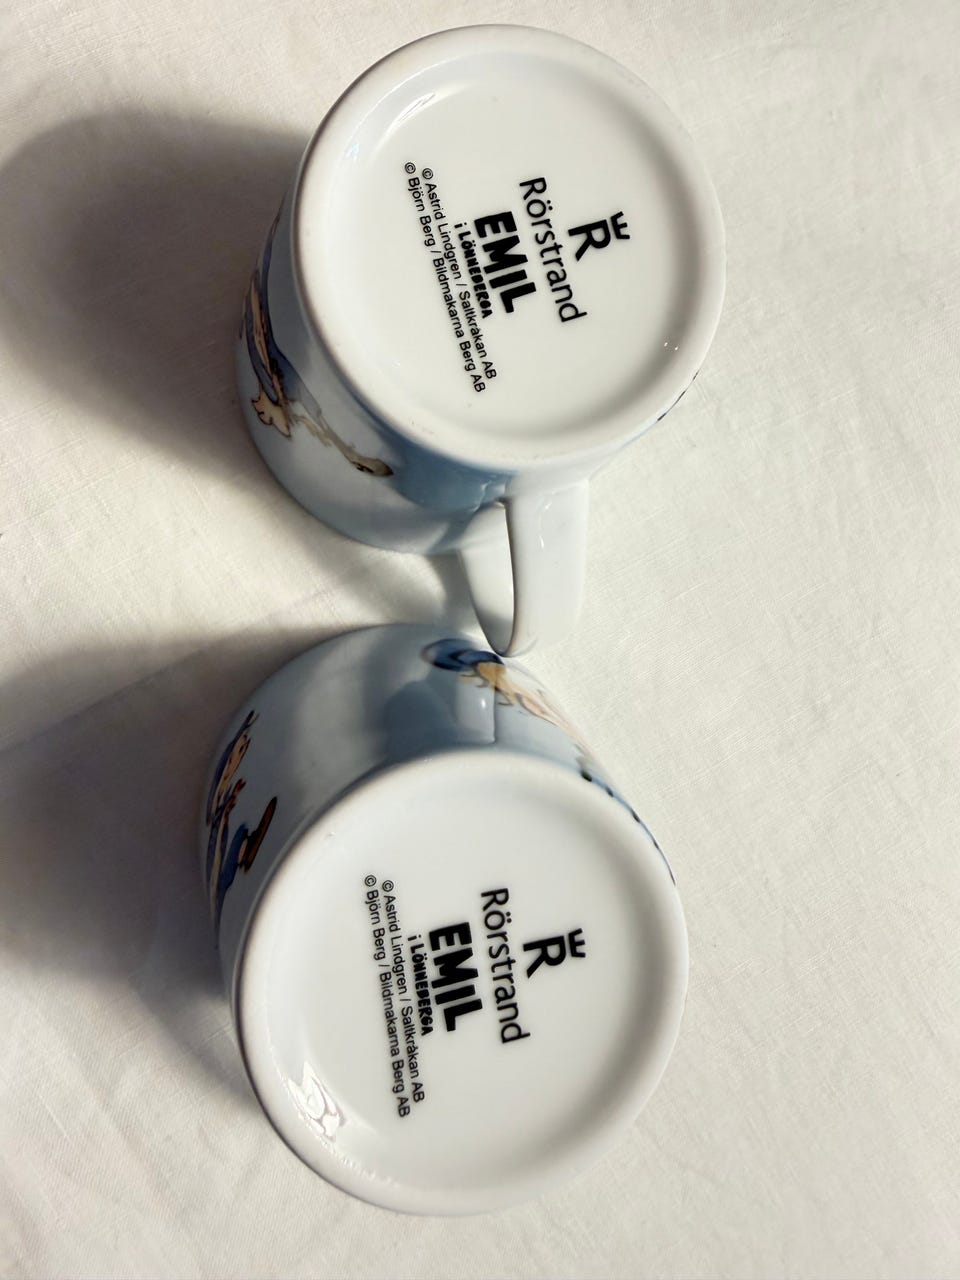 R
Rörstrand
EMIL
i LÖNNEBERGA
© Astrid Lindgren / Saltkråkan AB
© Björn Berg / Bildmakarna Berg AB
R
Rörstrand
EMIL
i LÖNNEBERGA
© Astrid Lindgren / Saltkråkan AB
© Björn Berg / Bildmakarna Berg AB